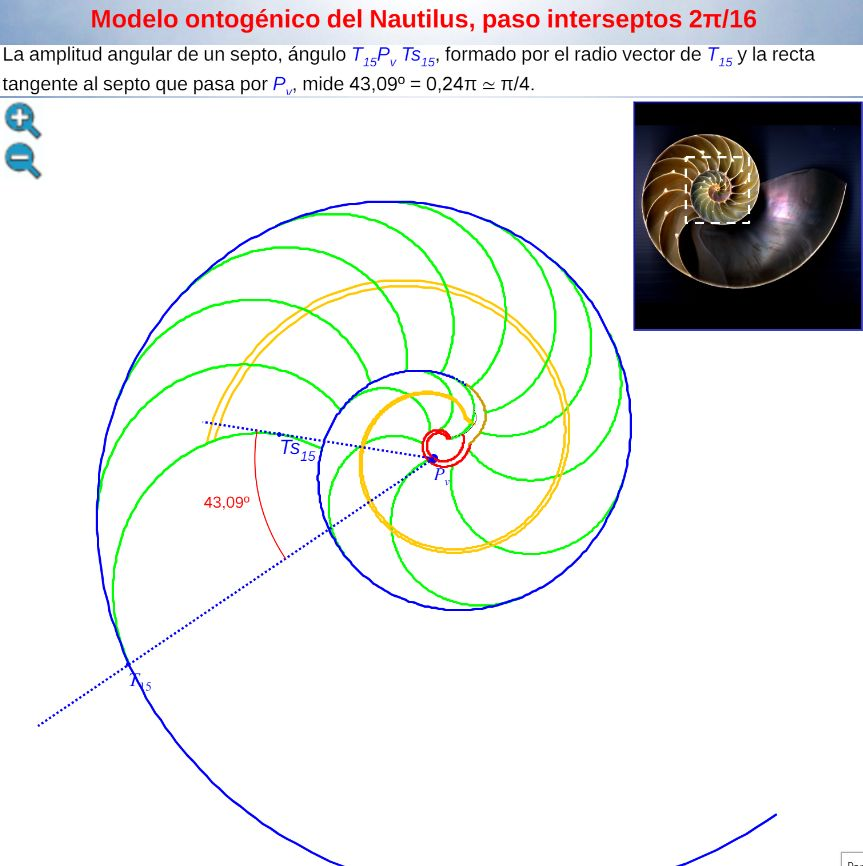 Modelo ontogénico del Nautilus, paso interseptos 2π/16
La amplitud angular de un septo, ángulo T₁₅Pᵥ Ts₁₅, formado por el radio vector de T₁₅ y la recta
tangente al septo que pasa por Pᵥ, mide 43,09º = 0,24π ≃ π/4.
Ts₁₅
Pᵥ
43,09º
T₁₅